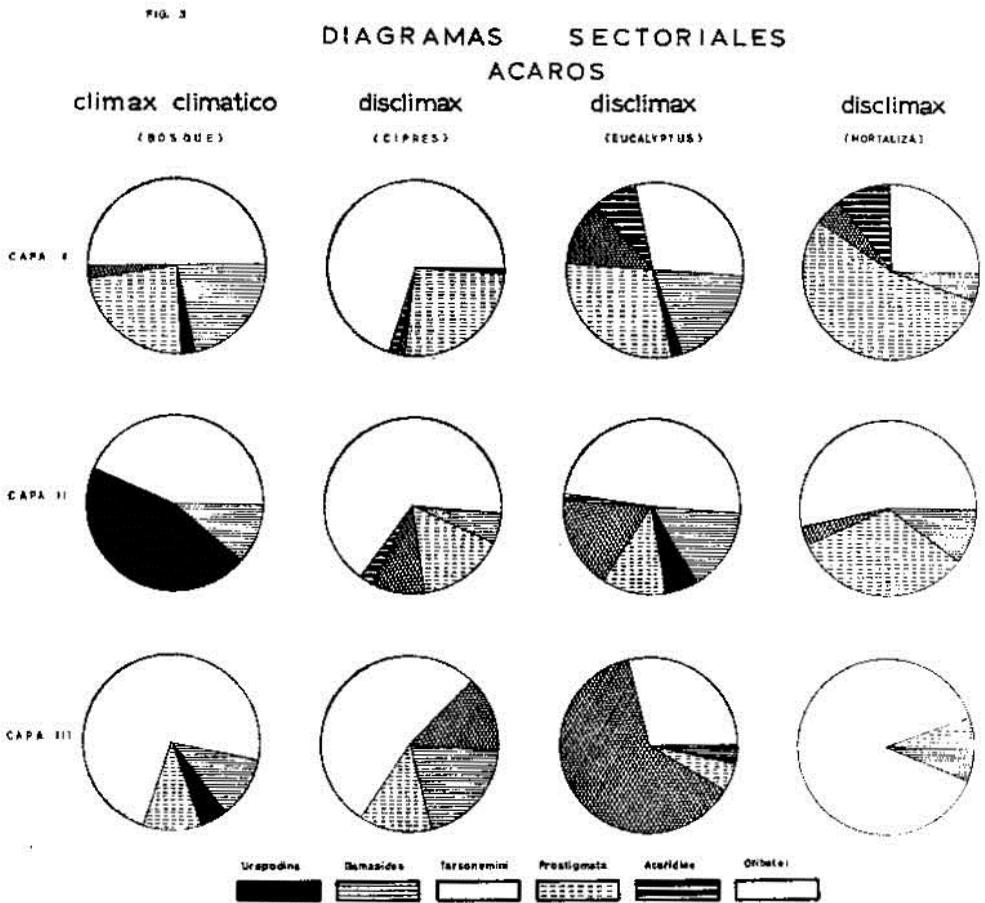 FIG. 3
DIAGRAMAS SECTORIALES
ACAROS
climax climatico disclimax disclimax disclimax
(BOSQUE) (CIPRES) (EUCALYPTUS) (HORTALIZA)
CAPA
CAPA II
CAPA III
Uropodina Gamasides Tarsonemini Prostigmata Acaridiae Oribatei